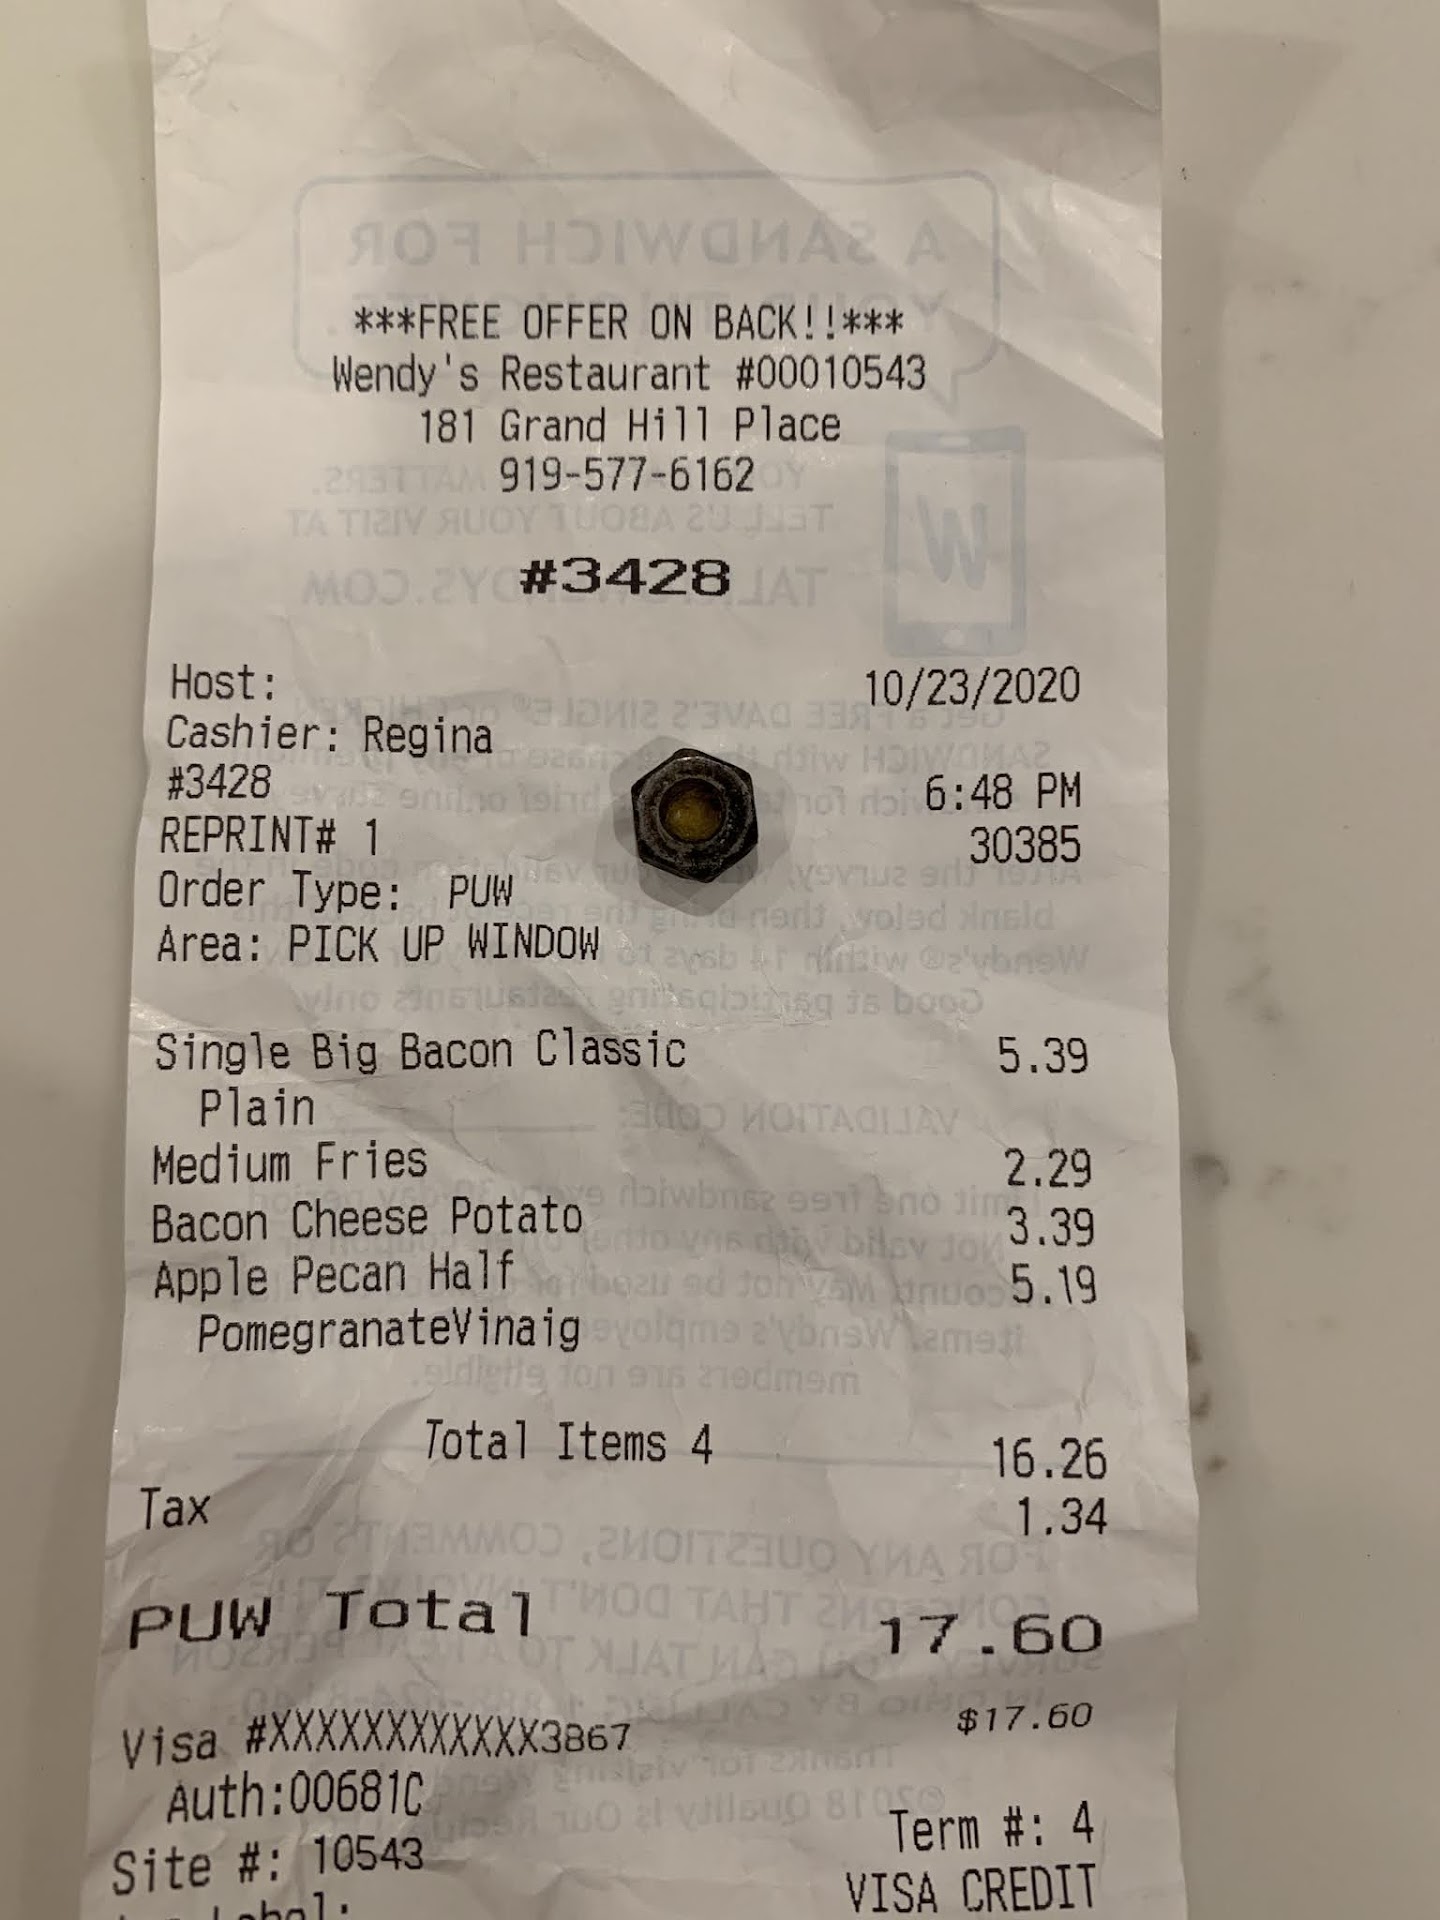 ***FREE OFFER ON BACK!!***
Wendy's Restaurant #00010543
181 Grand Hill Place
919-577-6162
#3428
Host: 10/23/2020
Cashier: Regina
#3428 6:48 PM
REPRINT# 1 30385
Order Type: PUW
Area: PICK UP WINDOW
Single Big Bacon Classic 5.39
Plain
Medium Fries 2.29
Bacon Cheese Potato 3.39
Apple Pecan Half 5.19
PomegranateVinaig
Total Items 4 16.26
Tax 1.34
PUW Total 17.60
Visa #XXXXXXXXXXXX3867 $17.60
Auth:00681C
Site #: 10543 Term #: 4
Label: VISA CREDIT